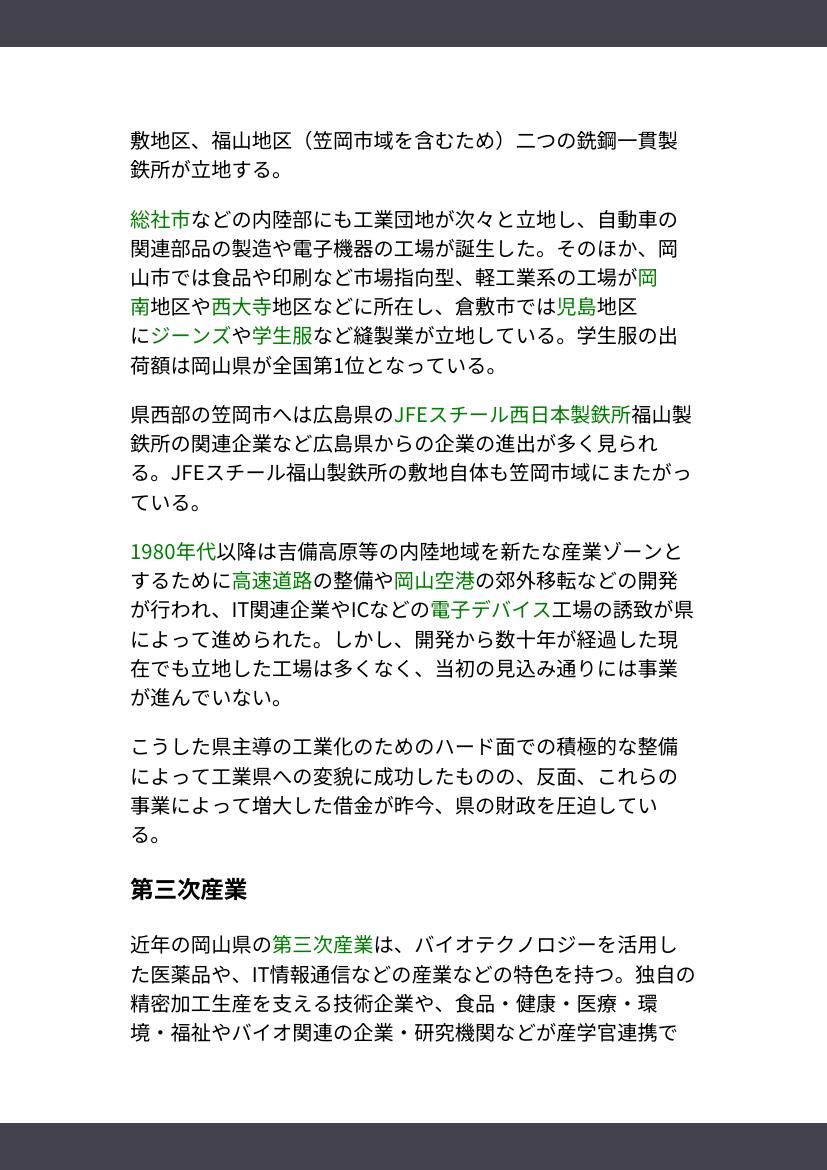 敷地区、福山地区（笠岡市域を含むため）二つの銑鋼一貫製
鉄所が立地する。
総社市などの内陸部にも工業団地が次々と立地し、自動車の
関連部品の製造や電子機器の工場が誕生した。そのほか、岡
山市では食品や印刷など市場指向型、軽工業系の工場が岡
南地区や西大寺地区などに所在し、倉敷市では児島地区
にジーンズや学生服など縫製業が立地している。学生服の出
荷額は岡山県が全国第1位となっている。
県西部の笠岡市へは広島県のJFEスチール西日本製鉄所福山製
鉄所の関連企業など広島県からの企業の進出が多く見られ
る。JFEスチール福山製鉄所の敷地自体も笠岡市域にまたがっ
ている。
1980年代以降は吉備高原等の内陸地域を新たな産業ゾーンと
するために高速道路の整備や岡山空港の郊外移転などの開発
が行われ、IT関連企業やICなどの電子デバイス工場の誘致が県
によって進められた。しかし、開発から数十年が経過した現
在でも立地した工場は多くなく、当初の見込み通りには事業
が進んでいない。
こうした県主導の工業化のためのハード面での積極的な整備
によって工業県への変貌に成功したものの、反面、これらの
事業によって増大した借金が昨今、県の財政を圧迫してい
る。
第三次産業
近年の岡山県の第三次産業は、バイオテクノロジーを活用し
た医薬品や、IT情報通信などの産業などの特色を持つ。独自の
精密加工生産を支える技術企業や、食品・健康・医療・環
境・福祉やバイオ関連の企業・研究機関などが産学官連携で